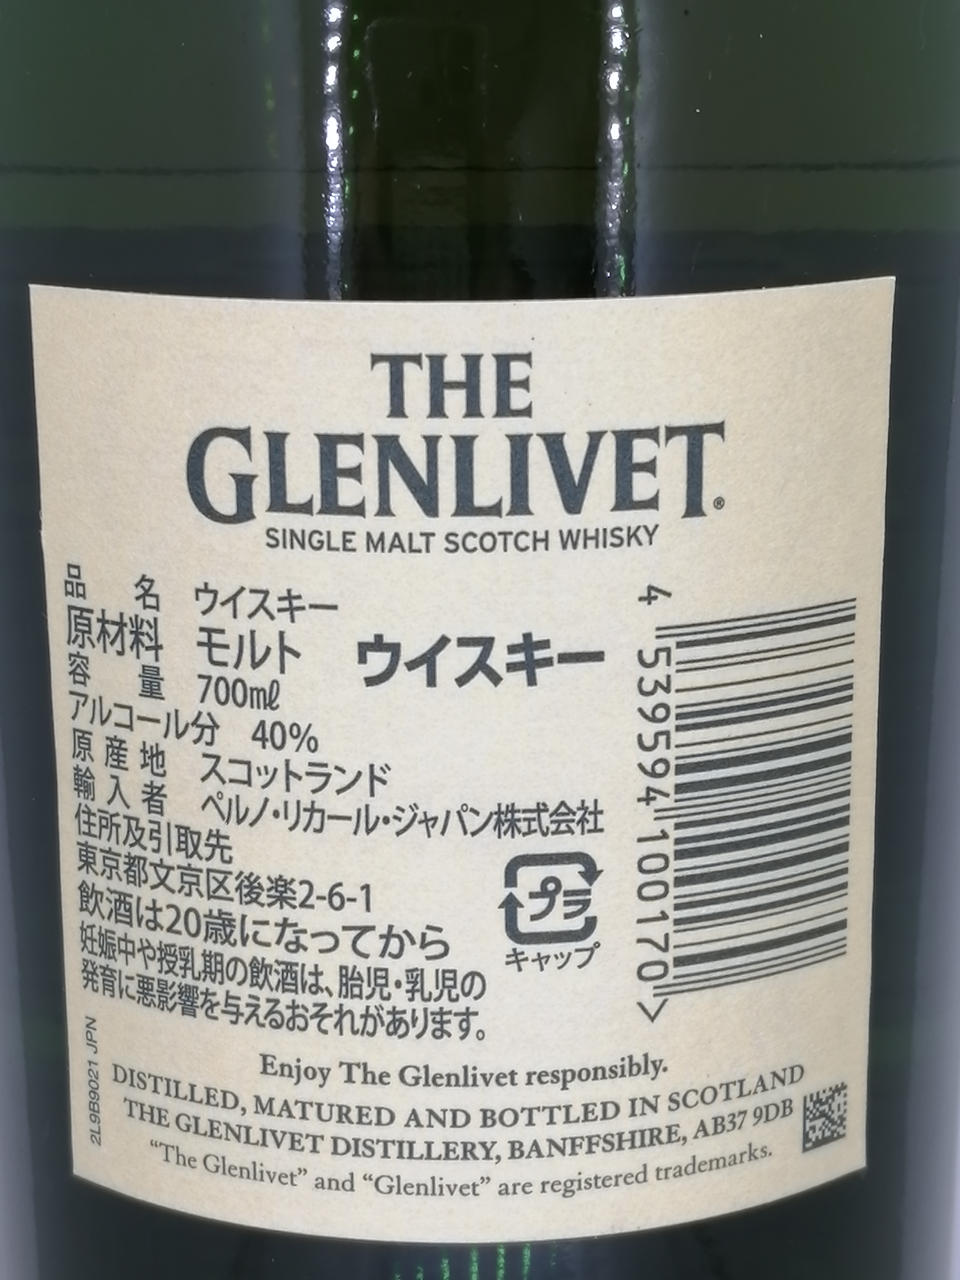 THE
GLENLIVET®
SINGLE MALT SCOTCH WHISKY
品名 ウイスキー
原材料 モルト
容量 700mℓ
アルコール分 40%
原産地 スコットランド
輸入者 ペルノ・リカール・ジャパン株式会社
住所及引取先
東京都文京区後楽2-6-1
飲酒は20歳になってから
妊娠中や授乳期の飲酒は、胎児・乳児の
発育に悪影響を与えるおそれがあります。
ウイスキー
プラ
キャップ
4 539594 100170 >
2L9B9021 JPN
Enjoy The Glenlivet responsibly.
DISTILLED, MATURED AND BOTTLED IN SCOTLAND
THE GLENLIVET DISTILLERY, BANFFSHIRE, AB37 9DB
“The Glenlivet” and “Glenlivet” are registered trademarks.